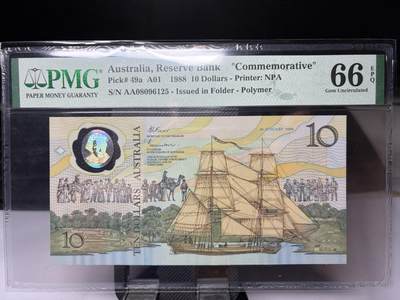 PMG
PAPER MONEY GUARANTY
Australia, Reserve Bank "Commemorative"
Pick# 49a A01 1988 10 Dollars - Printer: NPA
S/N AA08096125 - Issued in Folder - Polymer
66 EPQ
Gem Uncirculated
10
TEN DOLLARS AUSTRALIA
10